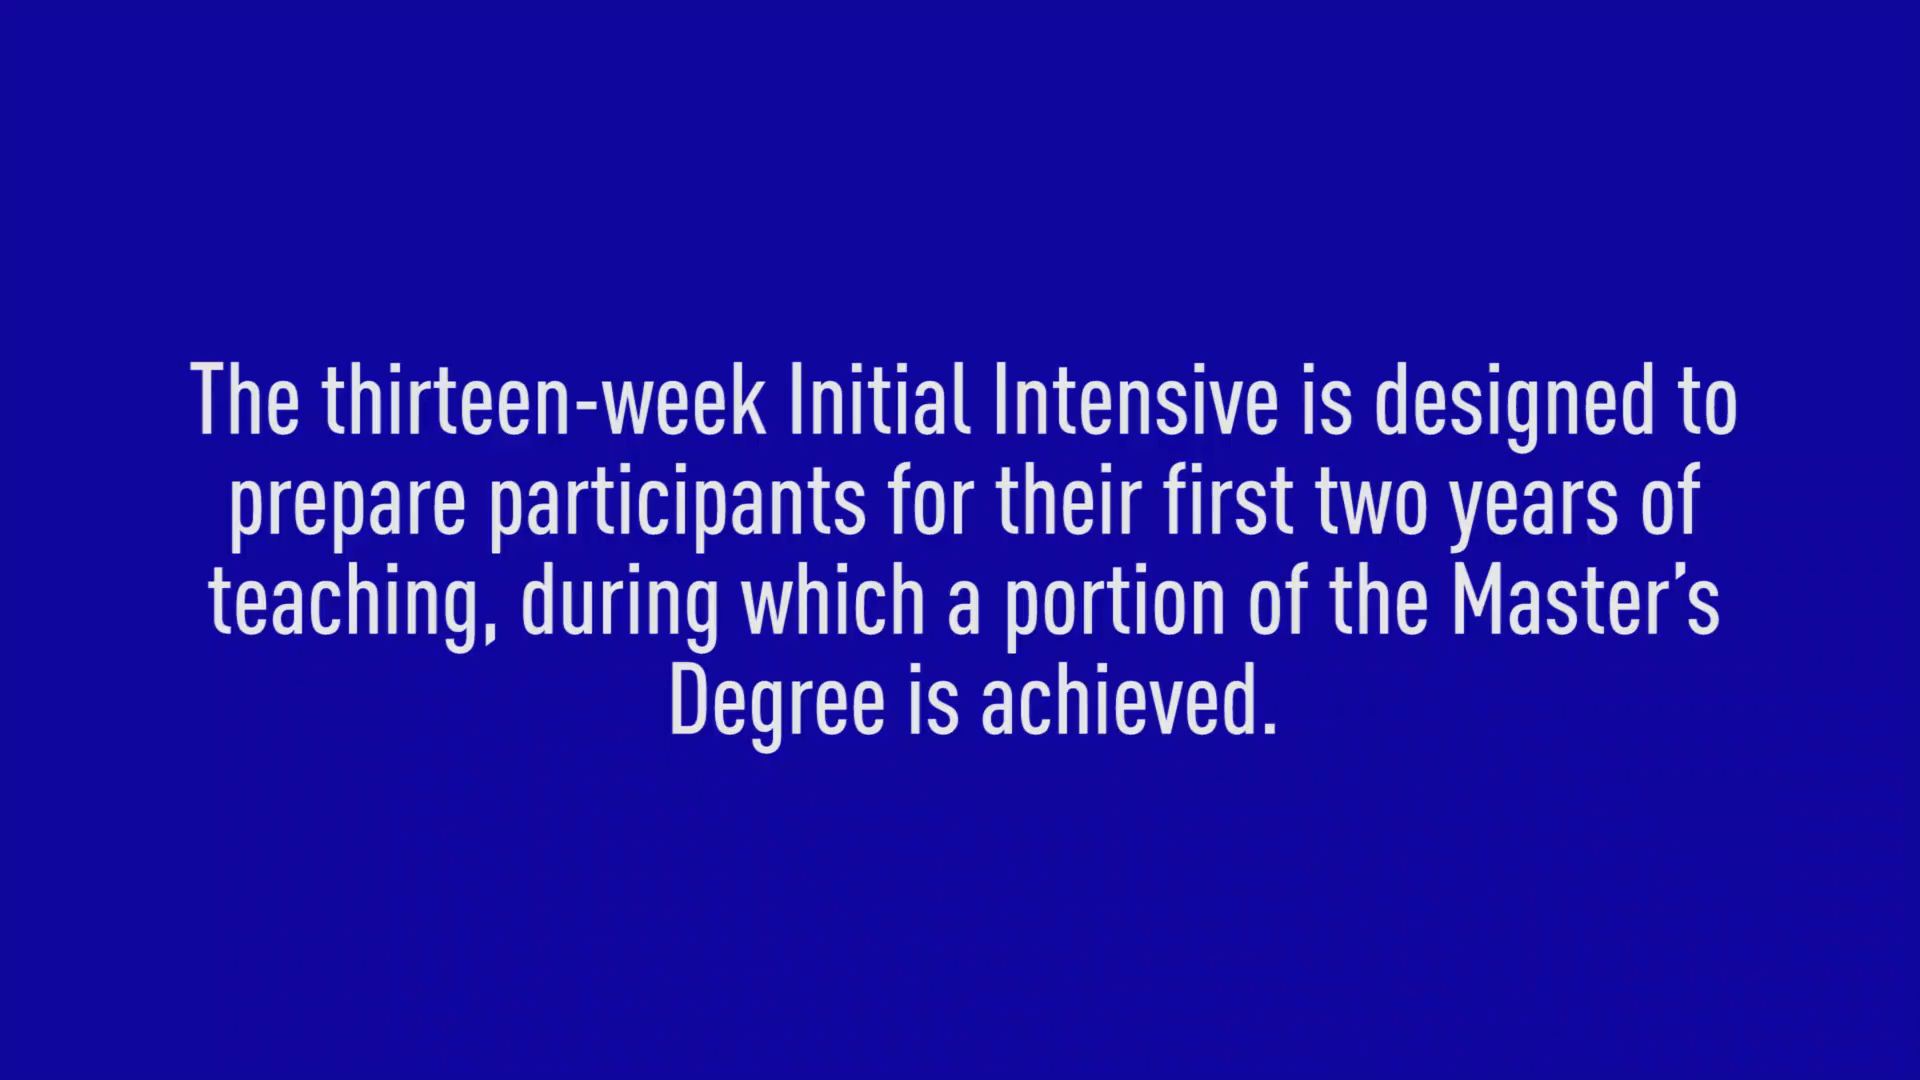 The thirteen-week Initial Intensive is designed to
prepare participants for their first two years of
teaching, during which a portion of the Master’s
Degree is achieved.